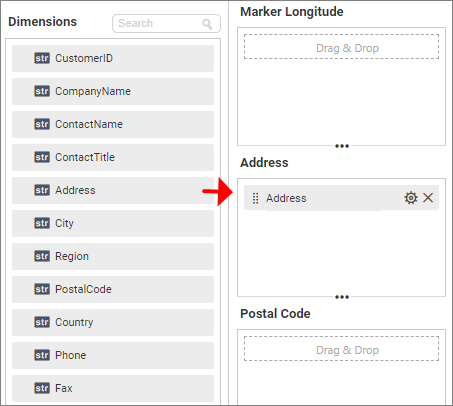 Dimensions
Search
str CustomerID
str CompanyName
str ContactName
str ContactTitle
str Address
str City
str Region
str PostalCode
str Country
str Phone
str Fax
Marker Longitude
Drag & Drop
Address
Address
Postal Code
Drag & Drop